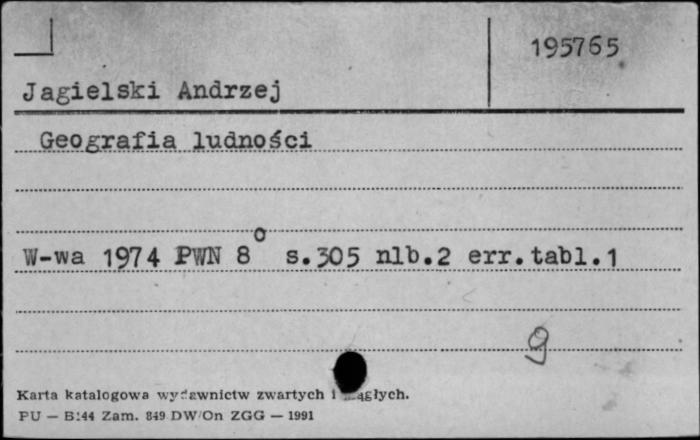 195765
Jagielski Andrzej
Geografia ludności
W-wa 1974 PWN 8° s.305 nlb.2 err.tabl.1
9
Karta katalogowa wydawnictw zwartych i
PU — B:44 Zam. 849 DW/On ZGG — 1991